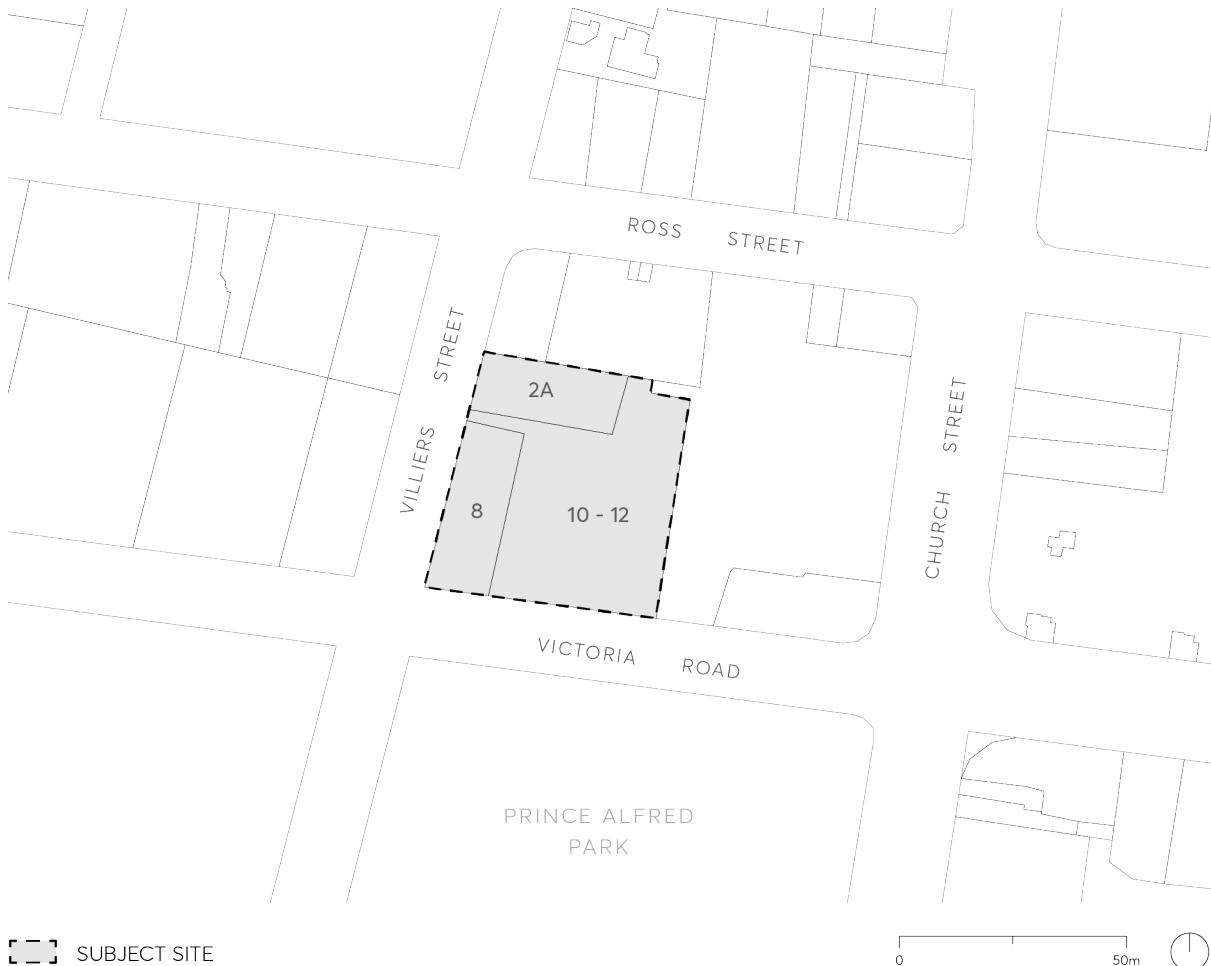 ROSS STREET
VILLIERS STREET
2A
8
10 - 12
CHURCH STREET
VICTORIA ROAD
PRINCE ALFRED
PARK
SUBJECT SITE
0 50m